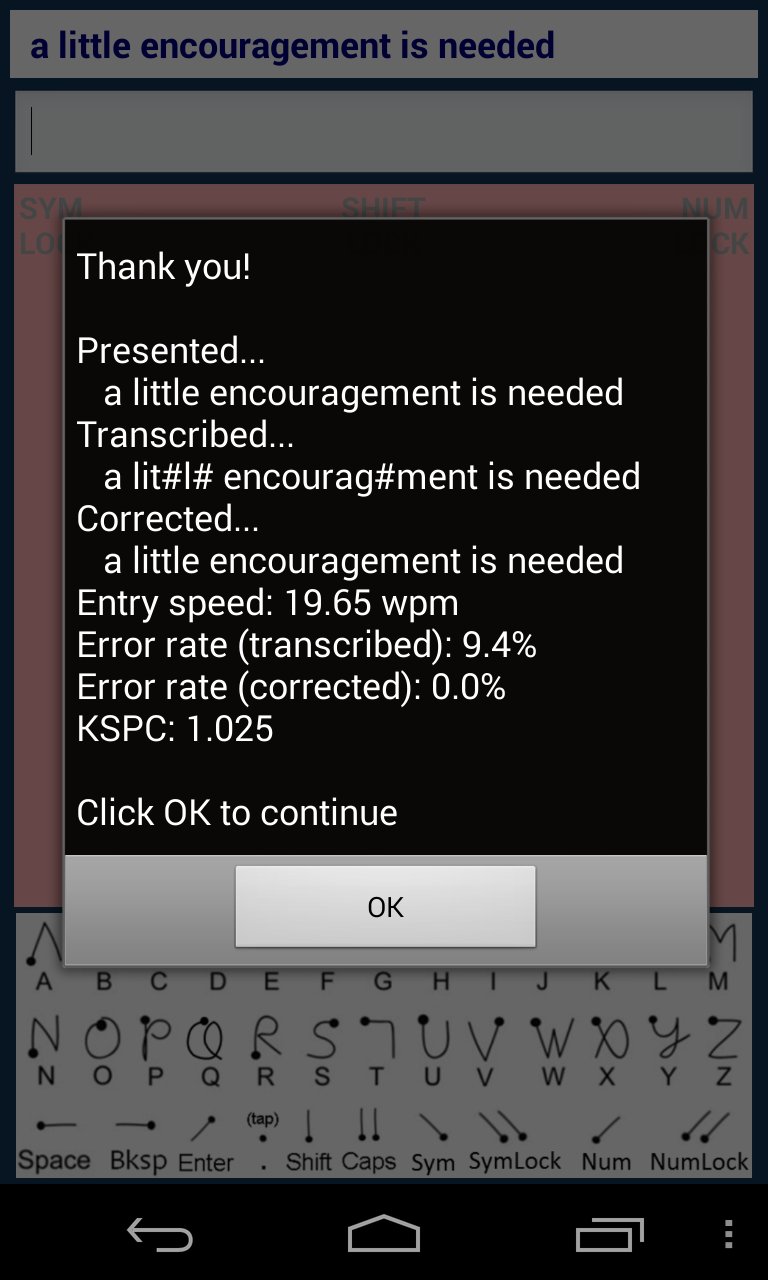 a little encouragement is needed
SYM SHIFT NUM
LOCK LOCK LOCK
Thank you!
Presented...
a little encouragement is needed
Transcribed...
a lit#l# encourag#ment is needed
Corrected...
a little encouragement is needed
Entry speed: 19.65 wpm
Error rate (transcribed): 9.4%
Error rate (corrected): 0.0%
KSPC: 1.025
Click OK to continue
OK
A B C D E F G H I J K L M
N O P Q R S T U V W X Y Z
(tap)
Space Bksp Enter . Shift Caps Sym SymLock Num NumLock